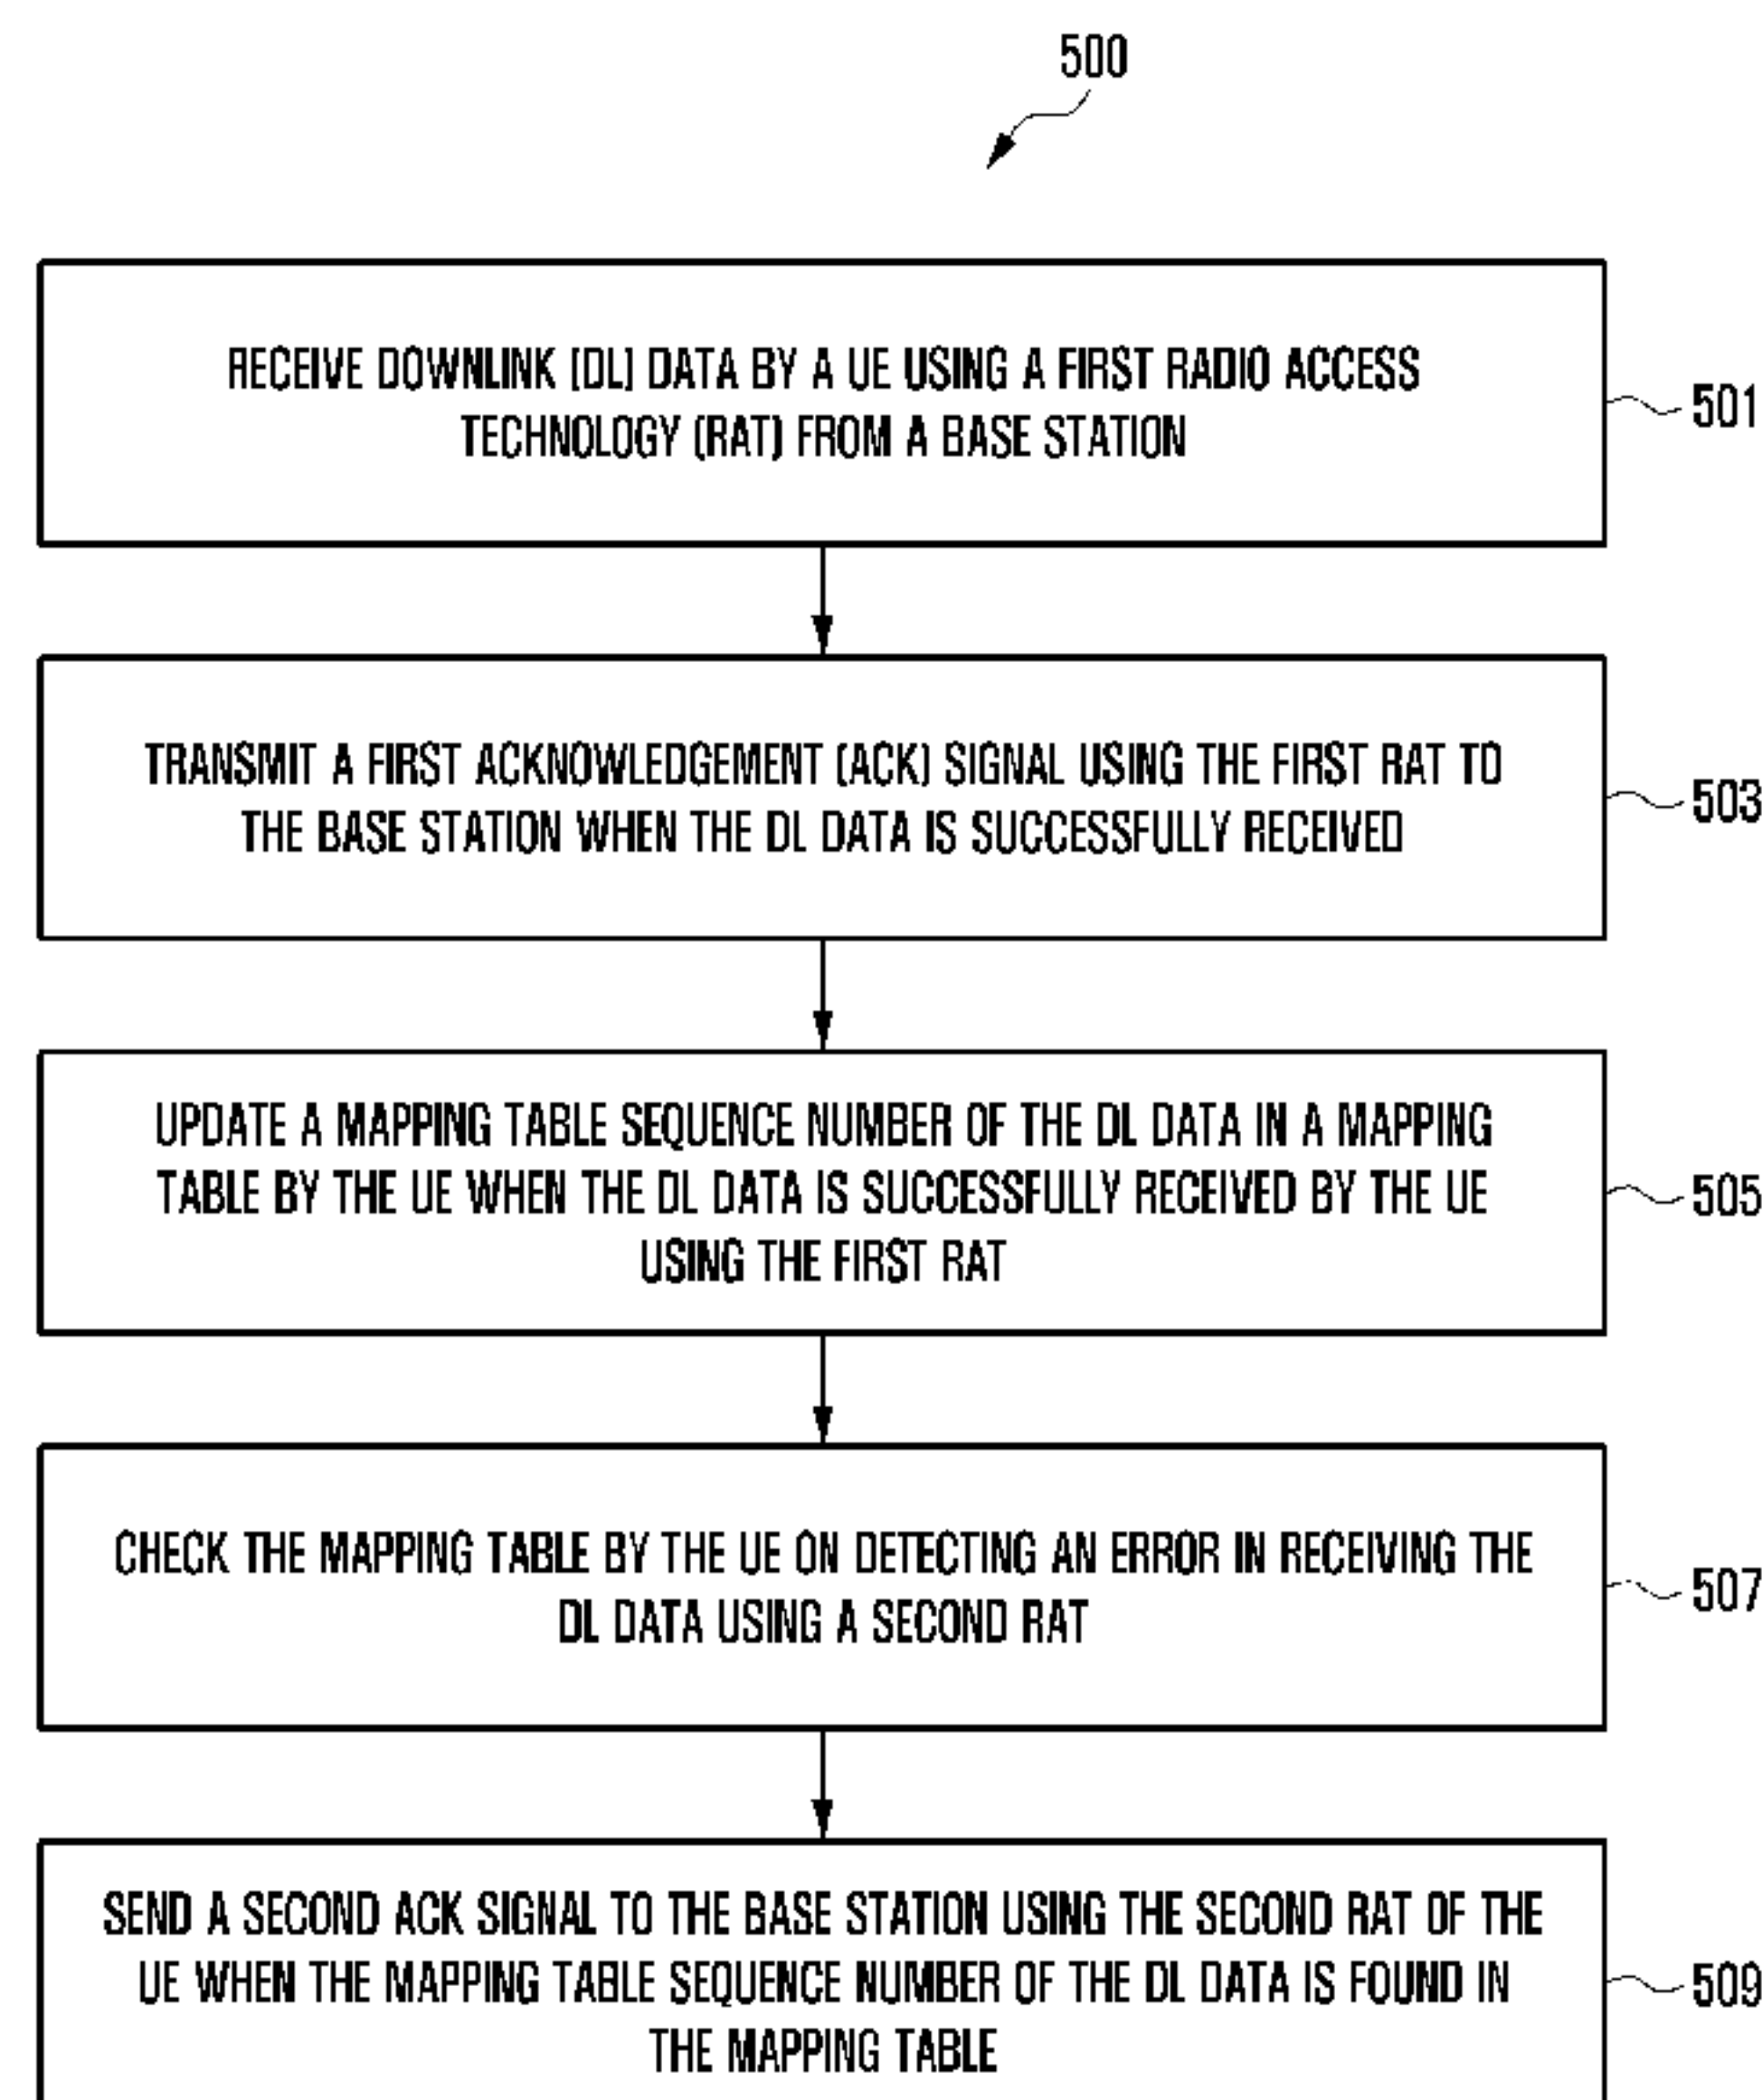 500
RECEIVE DOWNLINK (DL) DATA BY A UE USING A FIRST RADIO ACCESS
TECHNOLOGY (RAT) FROM A BASE STATION
501
TRANSMIT A FIRST ACKNOWLEDGEMENT (ACK) SIGNAL USING THE FIRST RAT TO
THE BASE STATION WHEN THE DL DATA IS SUCCESSFULLY RECEIVED
503
UPDATE A MAPPING TABLE SEQUENCE NUMBER OF THE DL DATA IN A MAPPING
TABLE BY THE UE WHEN THE DL DATA IS SUCCESSFULLY RECEIVED BY THE UE
USING THE FIRST RAT
505
CHECK THE MAPPING TABLE BY THE UE ON DETECTING AN ERROR IN RECEIVING THE
DL DATA USING A SECOND RAT
507
SEND A SECOND ACK SIGNAL TO THE BASE STATION USING THE SECOND RAT OF THE
UE WHEN THE MAPPING TABLE SEQUENCE NUMBER OF THE DL DATA IS FOUND IN
THE MAPPING TABLE
509